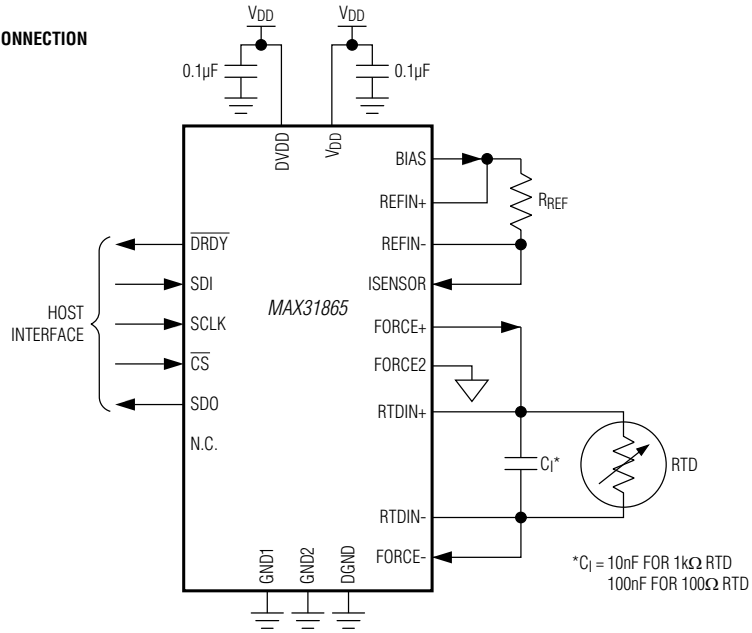 ONNECTION
VDD
VDD
0.1µF
0.1µF
DVDD
VDD
BIAS
REFIN+
RREF
DRDY
REFIN-
SDI
ISENSOR
MAX31865
HOST
INTERFACE
SCLK
FORCE+
CS
FORCE2
SDO
RTDIN+
N.C.
CI*
RTD
RTDIN-
FORCE-
GND1
GND2
DGND
*CI = 10nF FOR 1kΩ RTD
100nF FOR 100Ω RTD